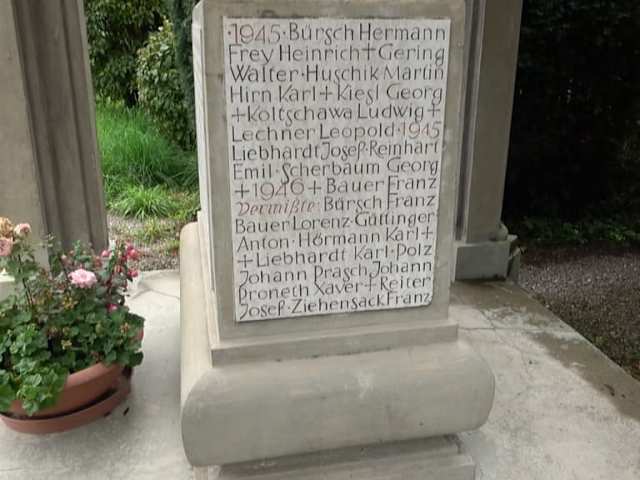 ·1945·Bürsch Hermann
Frey Heinrich+Gering
Walter·Huschik Martin
Hirn Karl+Kiesl Georg
+Koltschawa Ludwig+
Lechner Leopold·1945
Liebhardt Josef·Reinhart
Emil·Scherbaum Georg
+1946+Bauer Franz
Vermißte: Bürsch Franz
Bauer Lorenz·Güttinger
Anton·Hörmann Karl+
+Liebhardt Karl·Polz
Johann Prasch Johann
Proneth Xaver+Reiter
Josef·Ziehensack Franz